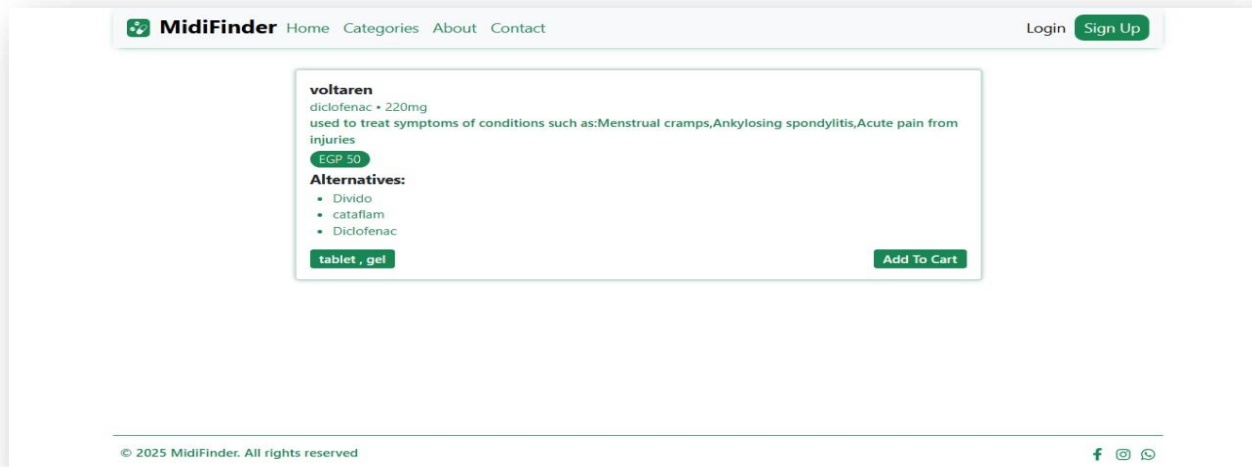 MidiFinder Home Categories About Contact Login Sign Up
voltaren
diclofenac • 220mg
used to treat symptoms of conditions such as:Menstrual cramps,Ankylosing spondylitis,Acute pain from
injuries
EGP 50
Alternatives:
• Divido
• cataflam
• Diclofenac
tablet , gel Add To Cart
© 2025 MidiFinder. All rights reserved